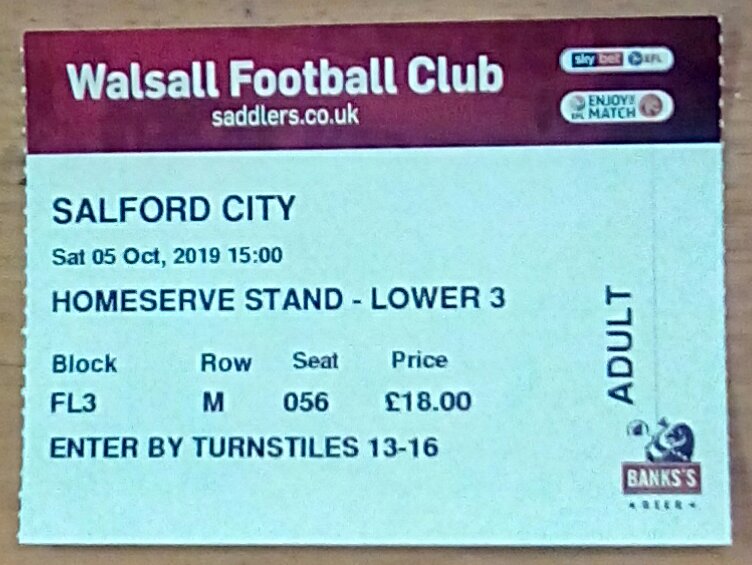 Walsall Football Club
saddlers.co.uk
sky bet EFL
ENJOY THE
EFL MATCH
SALFORD CITY
Sat 05 Oct, 2019 15:00
HOMESERVE STAND - LOWER 3
Block Row Seat Price
FL3 M 056 £18.00
ENTER BY TURNSTILES 13-16
ADULT
BANKS'S
BEER